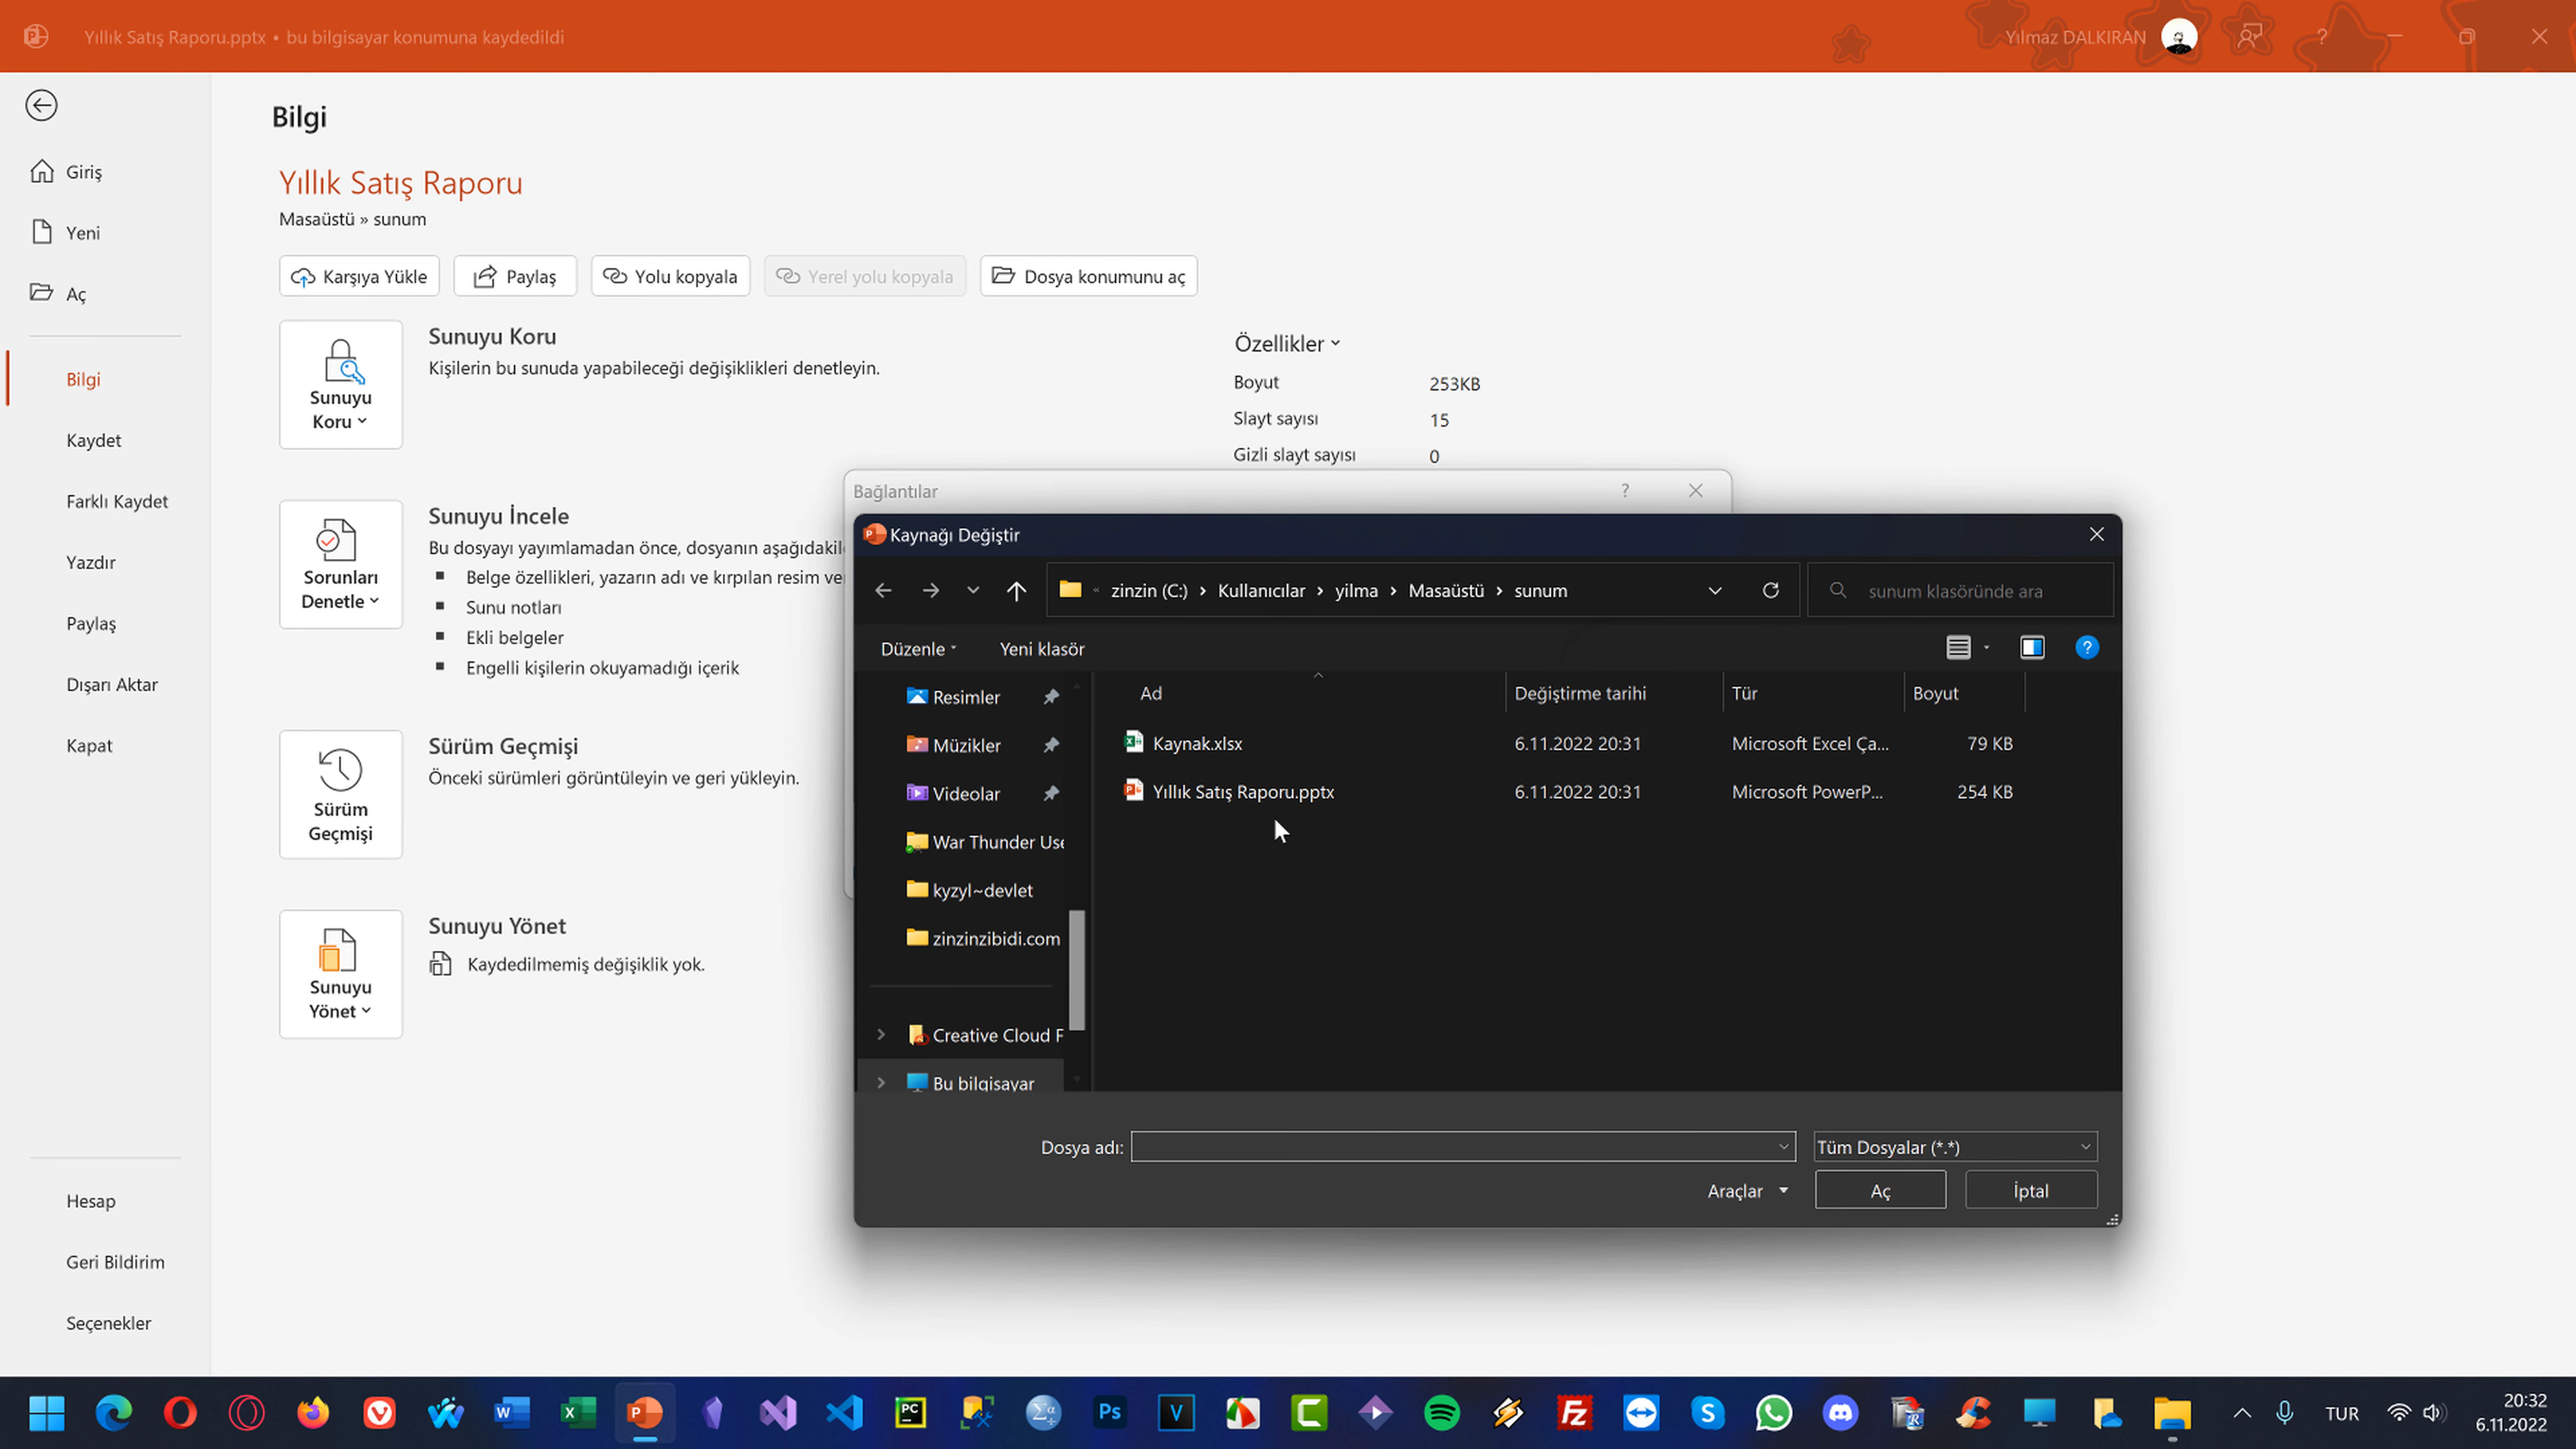 Yıllık Satış Raporu.pptx • bu bilgisayar konumuna kaydedildi
Yılmaz DALKIRAN
?
Giriş
Yeni
Aç
Bilgi
Kaydet
Farklı Kaydet
Yazdır
Paylaş
Dışarı Aktar
Kapat
Hesap
Geri Bildirim
Seçenekler
Bilgi
Yıllık Satış Raporu
Masaüstü » sunum
Karşıya Yükle
Paylaş
Yolu kopyala
Yerel yolu kopyala
Dosya konumunu aç
Sunuyu
Koru
Sunuyu Koru
Kişilerin bu sunuda yapabileceği değişiklikleri denetleyin.
Sorunları
Denetle
Sunuyu İncele
Bu dosyayı yayımlamadan önce, dosyanın aşağıdakil
Belge özellikleri, yazarın adı ve kırpılan resim ve
Sunu notları
Ekli belgeler
Engelli kişilerin okuyamadığı içerik
Sürüm
Geçmişi
Sürüm Geçmişi
Önceki sürümleri görüntüleyin ve geri yükleyin.
Sunuyu
Yönet
Sunuyu Yönet
Kaydedilmemiş değişiklik yok.
Özellikler
Boyut 253KB
Slayt sayısı 15
Gizli slayt sayısı 0
Bağlantılar ?
Kaynağı Değiştir
« zinzin (C:) › Kullanıcılar › yilma › Masaüstü › sunum
sunum klasöründe ara
Düzenle
Yeni klasör
?
Resimler
Müzikler
Videolar
War Thunder Use
kyzyl~devlet
zinzinzibidi.com
Creative Cloud F
Bu bilgisayar
Ad Değiştirme tarihi Tür Boyut
Kaynak.xlsx 6.11.2022 20:31 Microsoft Excel Ça... 79 KB
Yıllık Satış Raporu.pptx 6.11.2022 20:31 Microsoft PowerP... 254 KB
Dosya adı:
Tüm Dosyalar (*.*)
Araçlar
Aç
İptal
TUR
20:32
6.11.2022